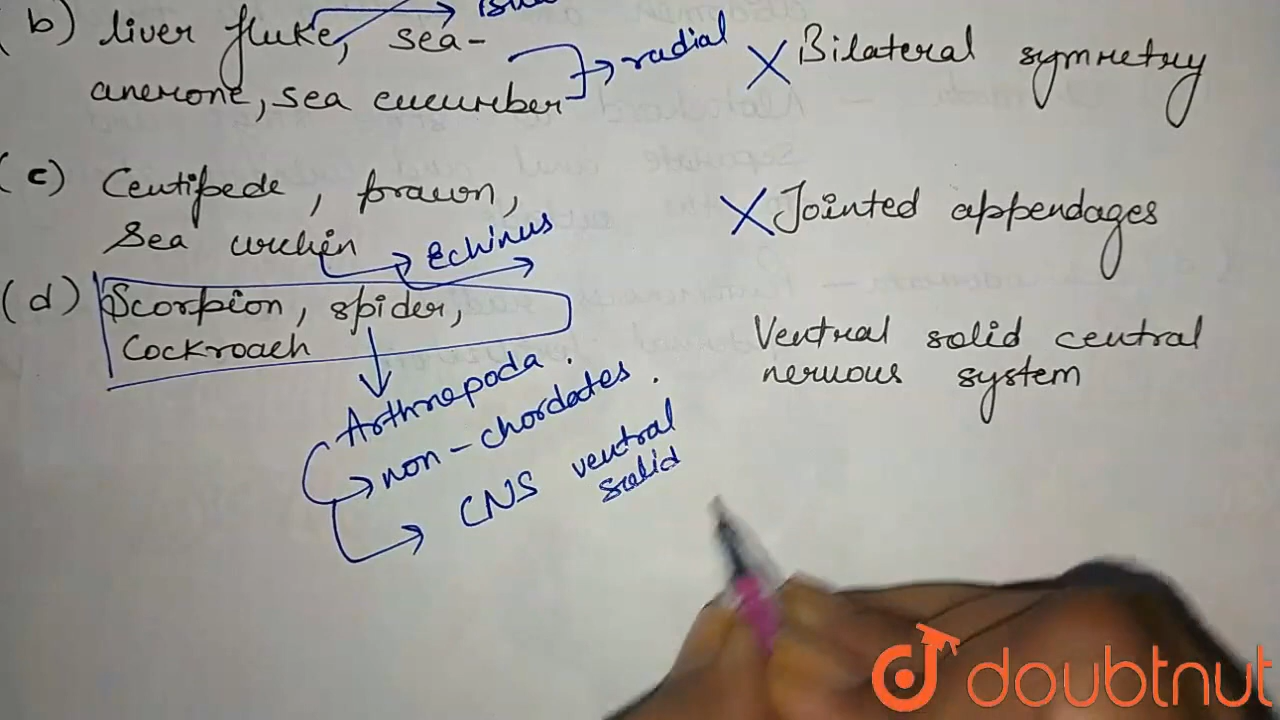 (b) liver fluke, sea-
anemone, sea cucumber
radial
X Bilateral symmetry
(c) Centipede, prawn,
Sea urchin
Echinus
X Jointed appendages
(d) Scorpion, spider,
Cockroach
Ventral solid central
nervous system
Arthropoda.
non-chordates.
CNS ventral
solid
doubtnut